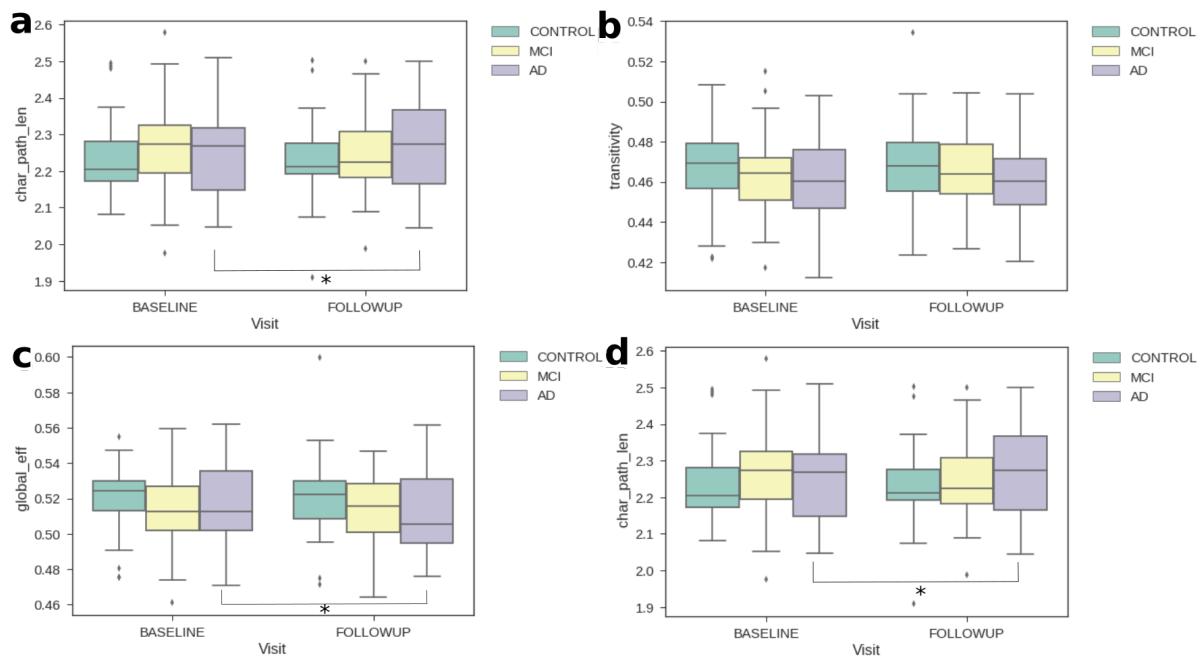 a
2.6
2.5
2.4
2.3
2.2
2.1
2.0
1.9
char_path_len
*
BASELINE FOLLOWUP
Visit
CONTROL
MCI
AD
b
0.54
0.52
0.50
0.48
0.46
0.44
0.42
transitivity
BASELINE FOLLOWUP
Visit
CONTROL
MCI
AD
c
0.60
0.58
0.56
0.54
0.52
0.50
0.48
0.46
global_eff
*
BASELINE FOLLOWUP
Visit
CONTROL
MCI
AD
d
2.6
2.5
2.4
2.3
2.2
2.1
2.0
1.9
char_path_len
*
BASELINE FOLLOWUP
Visit
CONTROL
MCI
AD